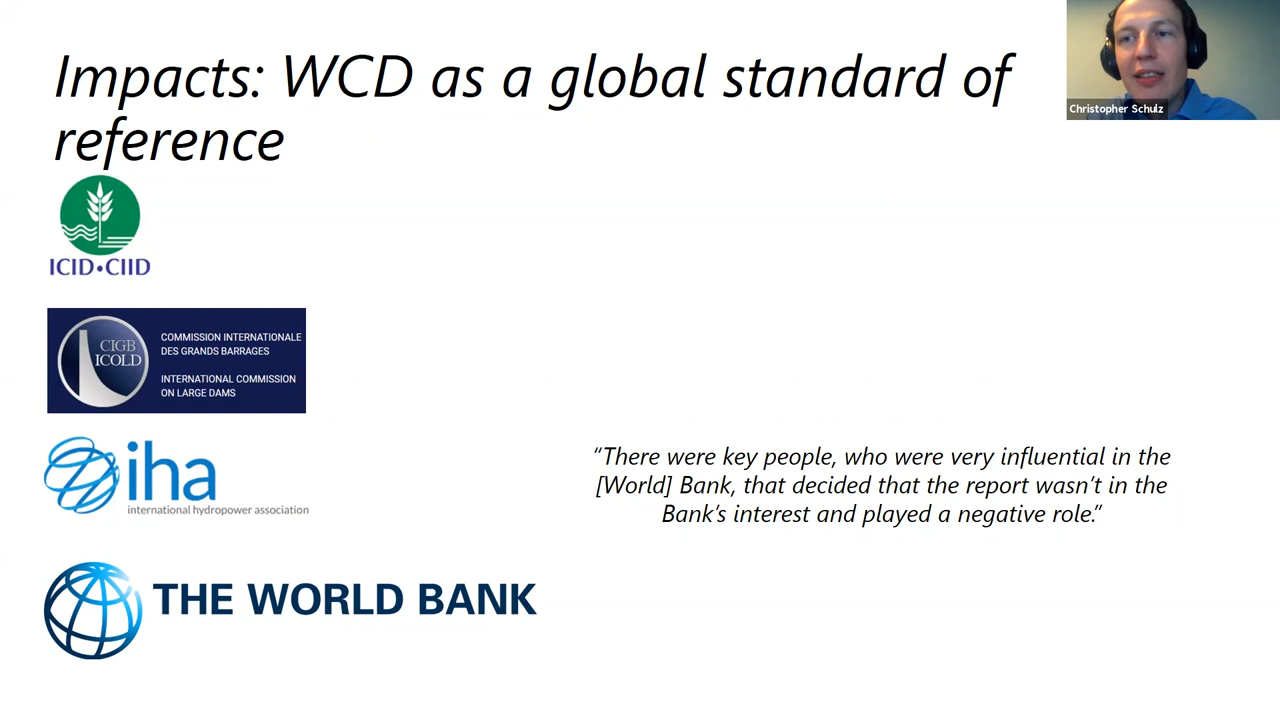 Impacts: WCD as a global standard of
reference
Christopher Schulz
ICID•CIID
CIGB
ICOLD
COMMISSION INTERNATIONALE
DES GRANDS BARRAGES
INTERNATIONAL COMMISSION
ON LARGE DAMS
iha
international hydropower association
“There were key people, who were very influential in the
[World] Bank, that decided that the report wasn’t in the
Bank’s interest and played a negative role.”
THE WORLD BANK